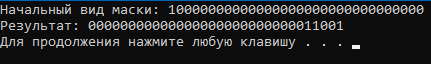 Начальный вид маски: 10000000000000000000000000000000
Результат: 00000000000000000000000000011001
Для продолжения нажмите любую клавишу . . .